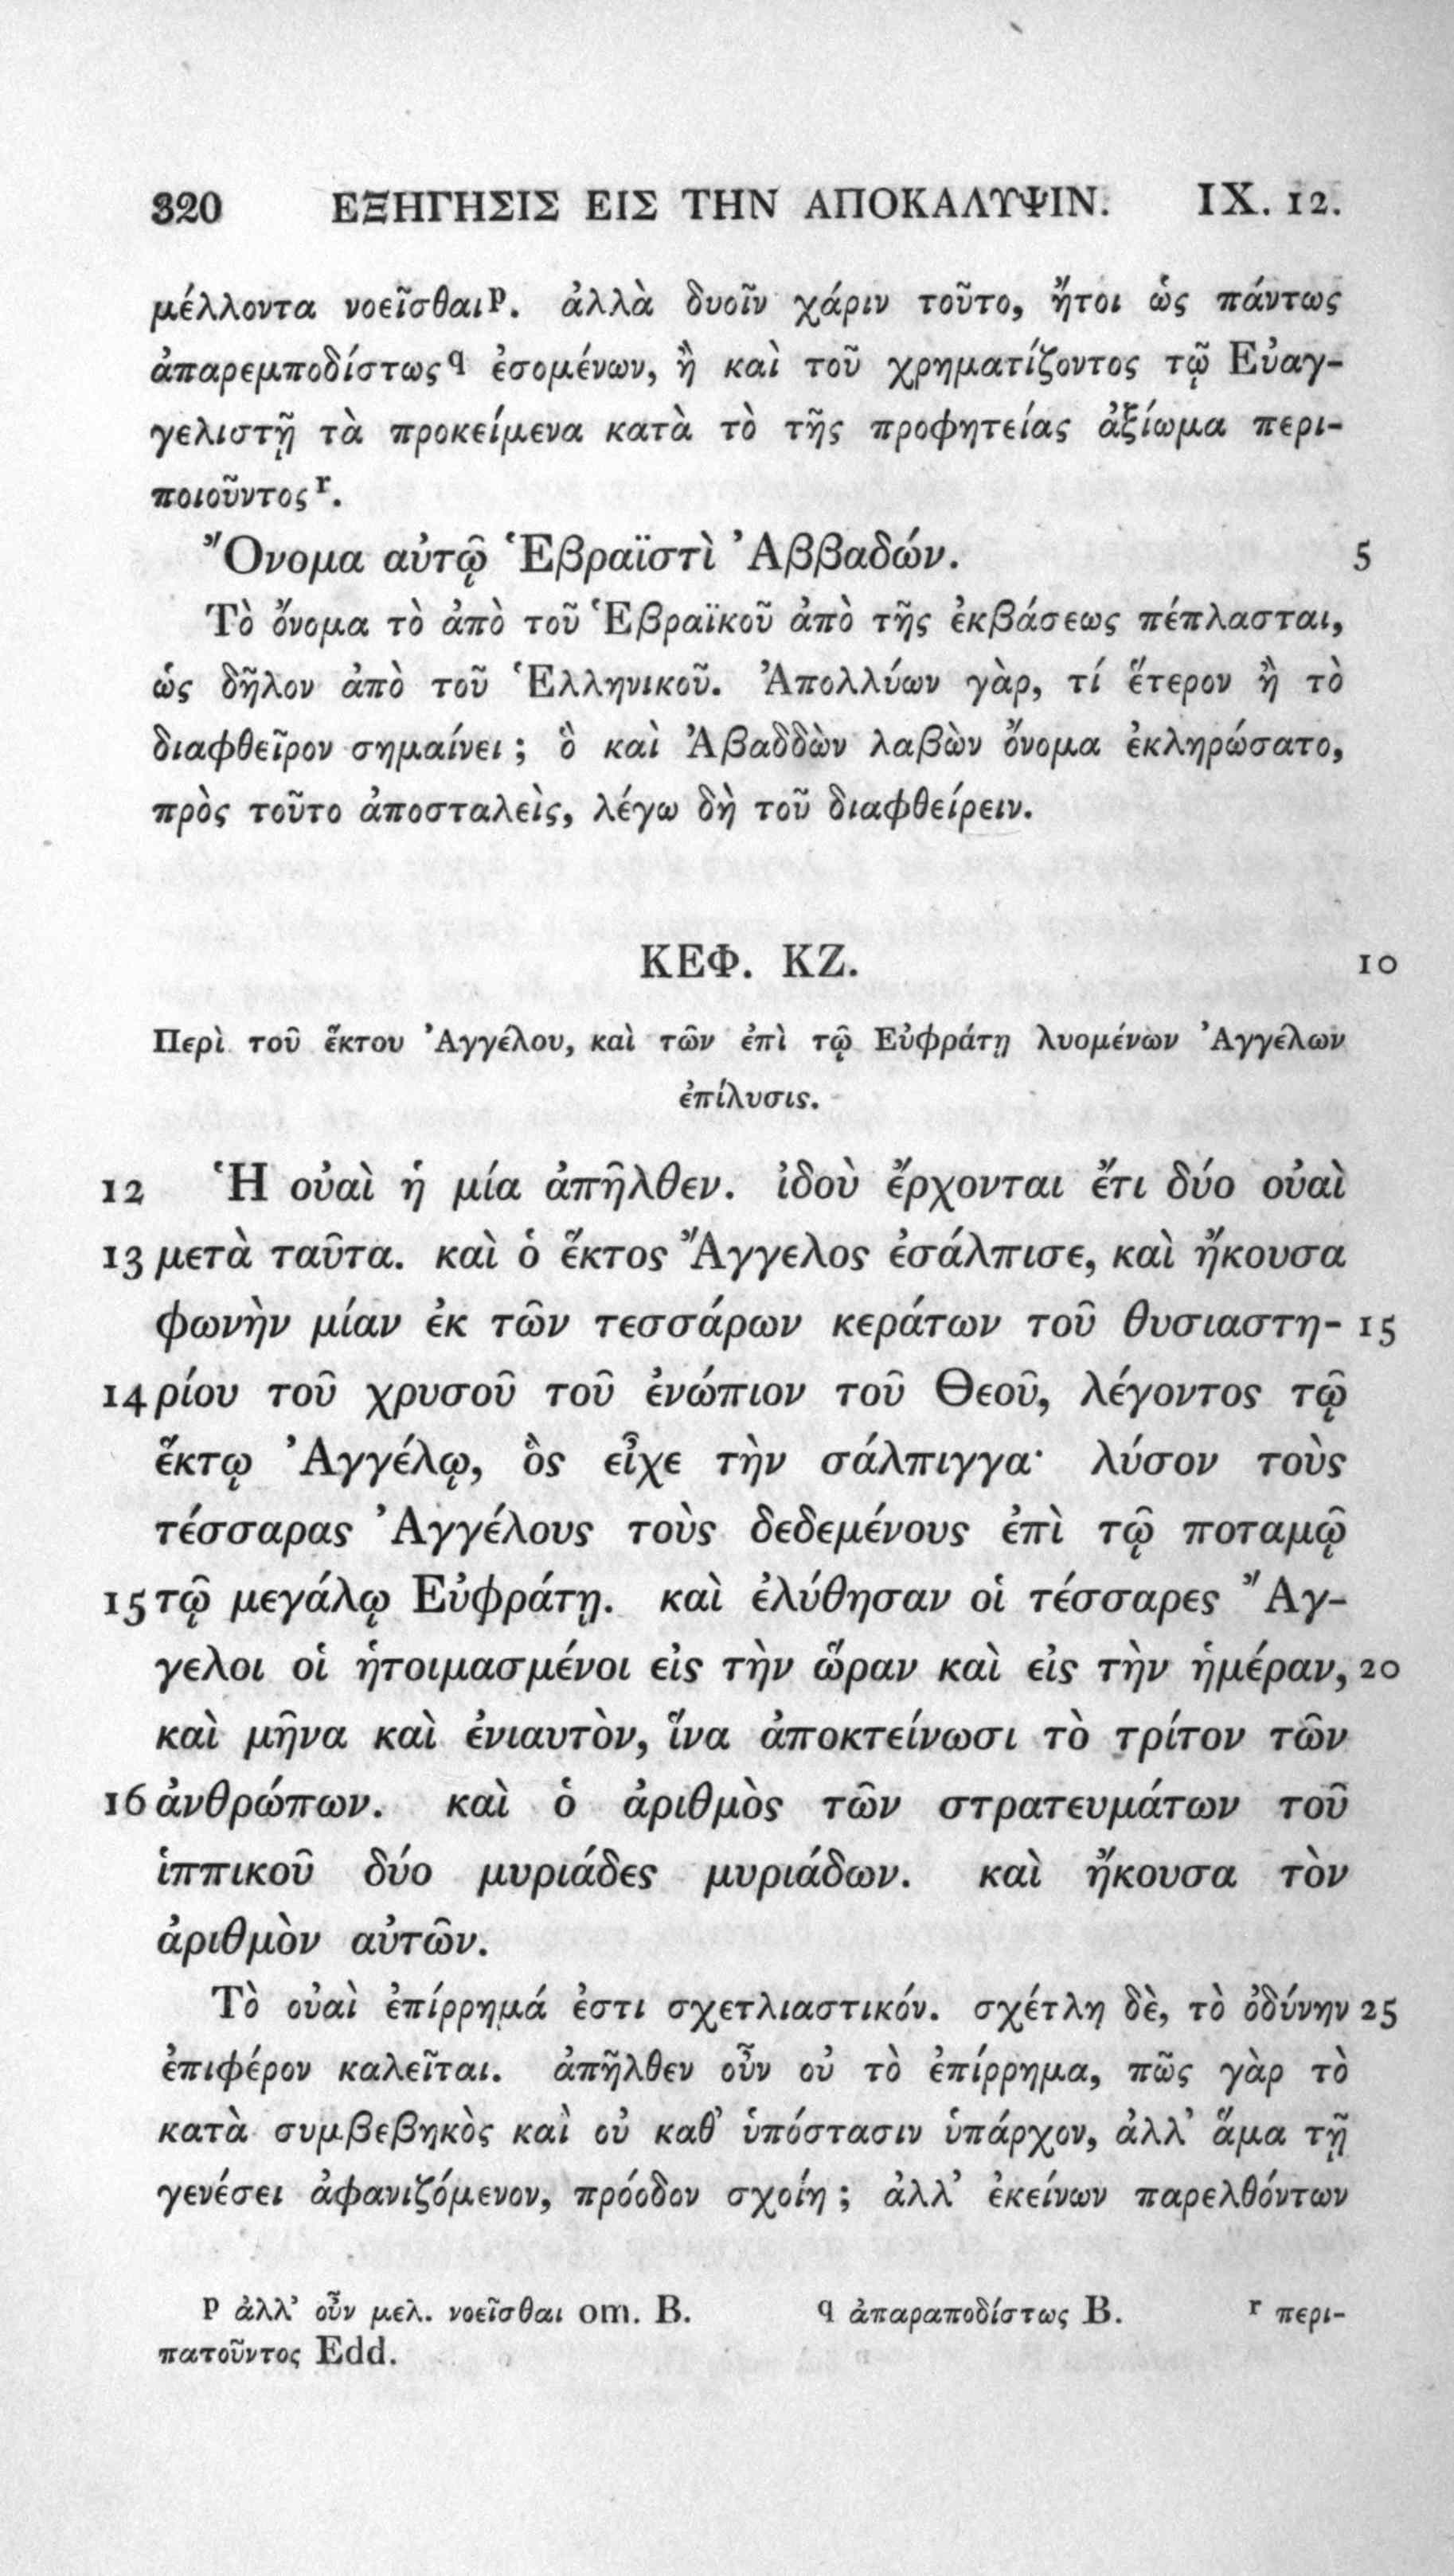 320 ΕΞΗΓΗΣΙΣ ΕΙΣ ΤΗΝ ΑΠΟΚΑΛΥΨΙΝ. IX. 12.
μέλλοντα νοεῖσθαι p. ἀλλὰ δυοῖν χάριν τοῦτο, ἤτοι ὡς πάντως
ἀπαρεμποδίστως q ἐσομένων, ἢ καὶ τοῦ χρηματίζοντος τῷ Εὐαγ-
γελιστῇ τὰ προκείμενα κατὰ τὸ τῆς προφητείας ἀξίωμα περι-
ποιοῦντος r.
Ὄνομα αὐτῷ Ἑβραϊστὶ Ἀββαδών. 5
Τὸ ὄνομα τὸ ἀπὸ τοῦ Ἑβραϊκοῦ ἀπὸ τῆς ἐκβάσεως πέπλασται,
ὡς δῆλον ἀπὸ τοῦ Ἑλληνικοῦ. Ἀπολλύων γὰρ, τί ἕτερον ἢ τὸ
διαφθεῖρον σημαίνει ; ὃ καὶ Ἀβαδδὼν λαβὼν ὄνομα ἐκληρώσατο,
πρὸς τοῦτο ἀποσταλεὶς, λέγω δὴ τοῦ διαφθείρειν.
ΚΕΦ. ΚΖ. 10
Περὶ τοῦ ἕκτου Ἀγγέλου, καὶ τῶν ἐπὶ τῷ Εὐφράτῃ λυομένων Ἀγγέλων
ἐπίλυσις.
12 Ἡ οὐαὶ ἡ μία ἀπῆλθεν. ἰδοὺ ἔρχονται ἔτι δύο οὐαὶ
13 μετὰ ταῦτα. καὶ ὁ ἕκτος Ἄγγελος ἐσάλπισε, καὶ ἤκουσα
φωνὴν μίαν ἐκ τῶν τεσσάρων κεράτων τοῦ θυσιαστη- 15
14 ρίου τοῦ χρυσοῦ τοῦ ἐνώπιον τοῦ Θεοῦ, λέγοντος τῷ
ἕκτῳ Ἀγγέλῳ, ὃς εἶχε τὴν σάλπιγγα· λύσον τοὺς
τέσσαρας Ἀγγέλους τοὺς δεδεμένους ἐπὶ τῷ ποταμῷ
15 τῷ μεγάλῳ Εὐφράτῃ. καὶ ἐλύθησαν οἱ τέσσαρες Ἄγ-
γελοι οἱ ἡτοιμασμένοι εἰς τὴν ὥραν καὶ εἰς τὴν ἡμέραν, 20
καὶ μῆνα καὶ ἐνιαυτὸν, ἵνα ἀποκτείνωσι τὸ τρίτον τῶν
16 ἀνθρώπων. καὶ ὁ ἀριθμὸς τῶν στρατευμάτων τοῦ
ἱππικοῦ δύο μυριάδες μυριάδων. καὶ ἤκουσα τὸν
ἀριθμὸν αὐτῶν.
Τὸ οὐαὶ ἐπίρρημά ἐστι σχετλιαστικόν. σχέτλη δὲ, τὸ ὀδύνην 25
ἐπιφέρον καλεῖται. ἀπῆλθεν οὖν οὐ τὸ ἐπίρρημα, πῶς γὰρ τὸ
κατὰ συμβεβηκὸς καὶ οὐ καθ᾽ ὑπόστασιν ὑπάρχον, ἀλλ᾽ ἅμα τῇ
γενέσει ἀφανιζόμενον, πρόοδον σχοίη ; ἀλλ᾽ ἐκείνων παρελθόντων
p ἀλλ᾽ οὖν μελ. νοεῖσθαι om. B. q ἀπαραποδίστως B. r περι-
πατοῦντος Edd.